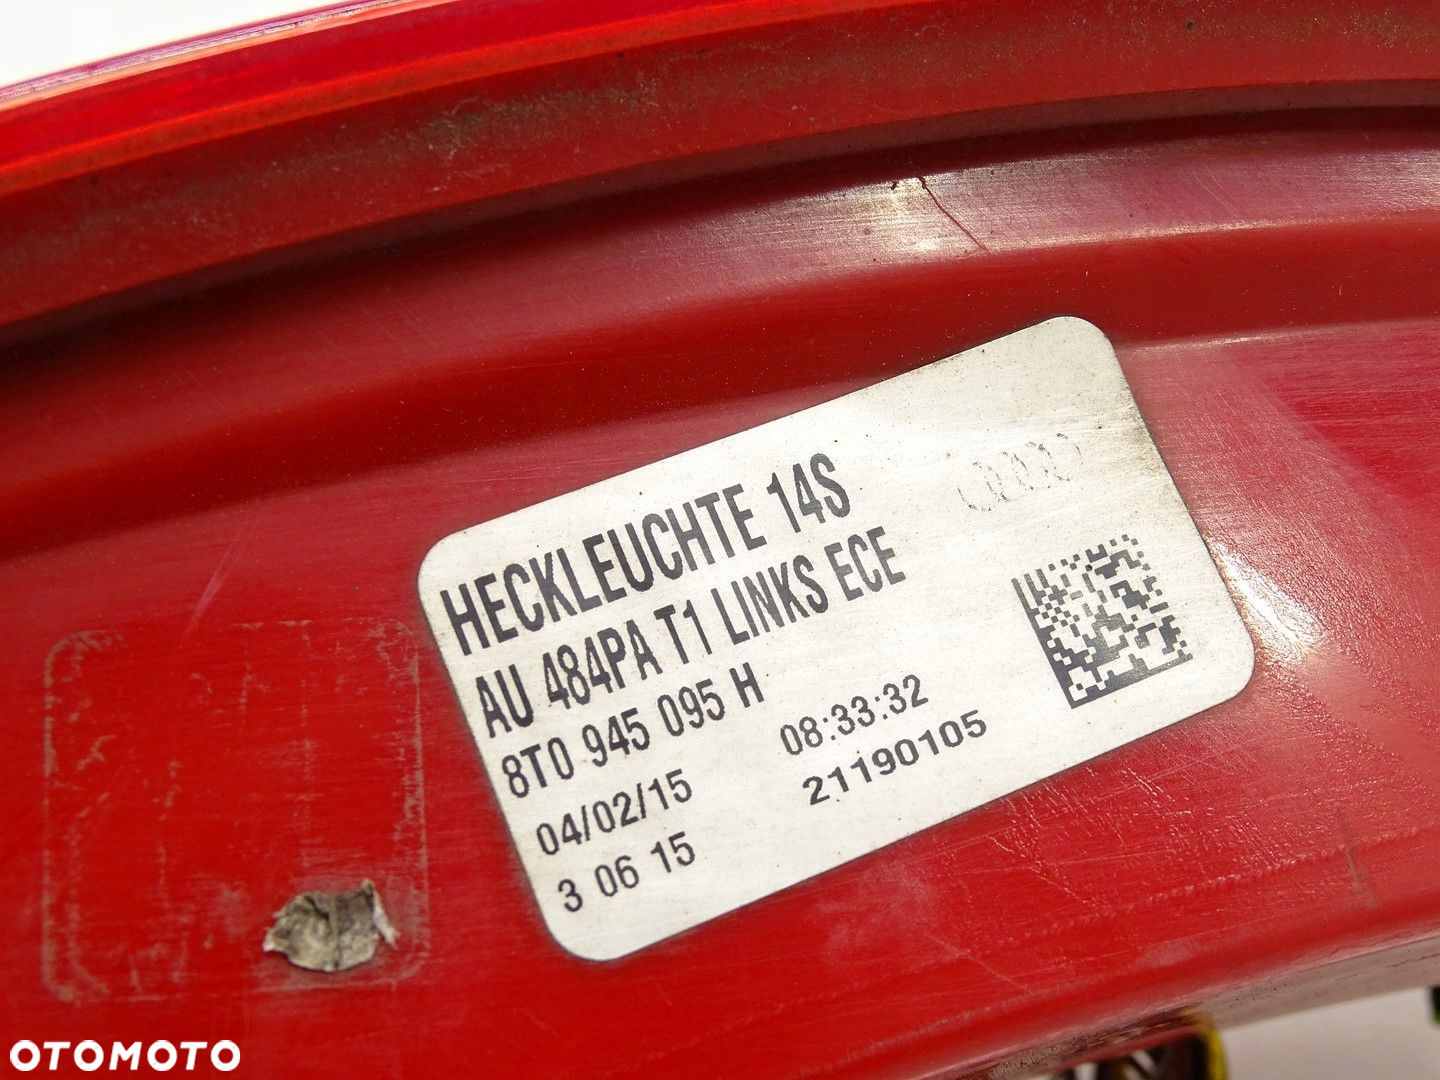 HECKLEUCHTE 14S
AU 484PA T1 LINKS ECE
8T0 945 095 H
04/02/15 08:33:32
3 06 15 21190105
OTOMOTO